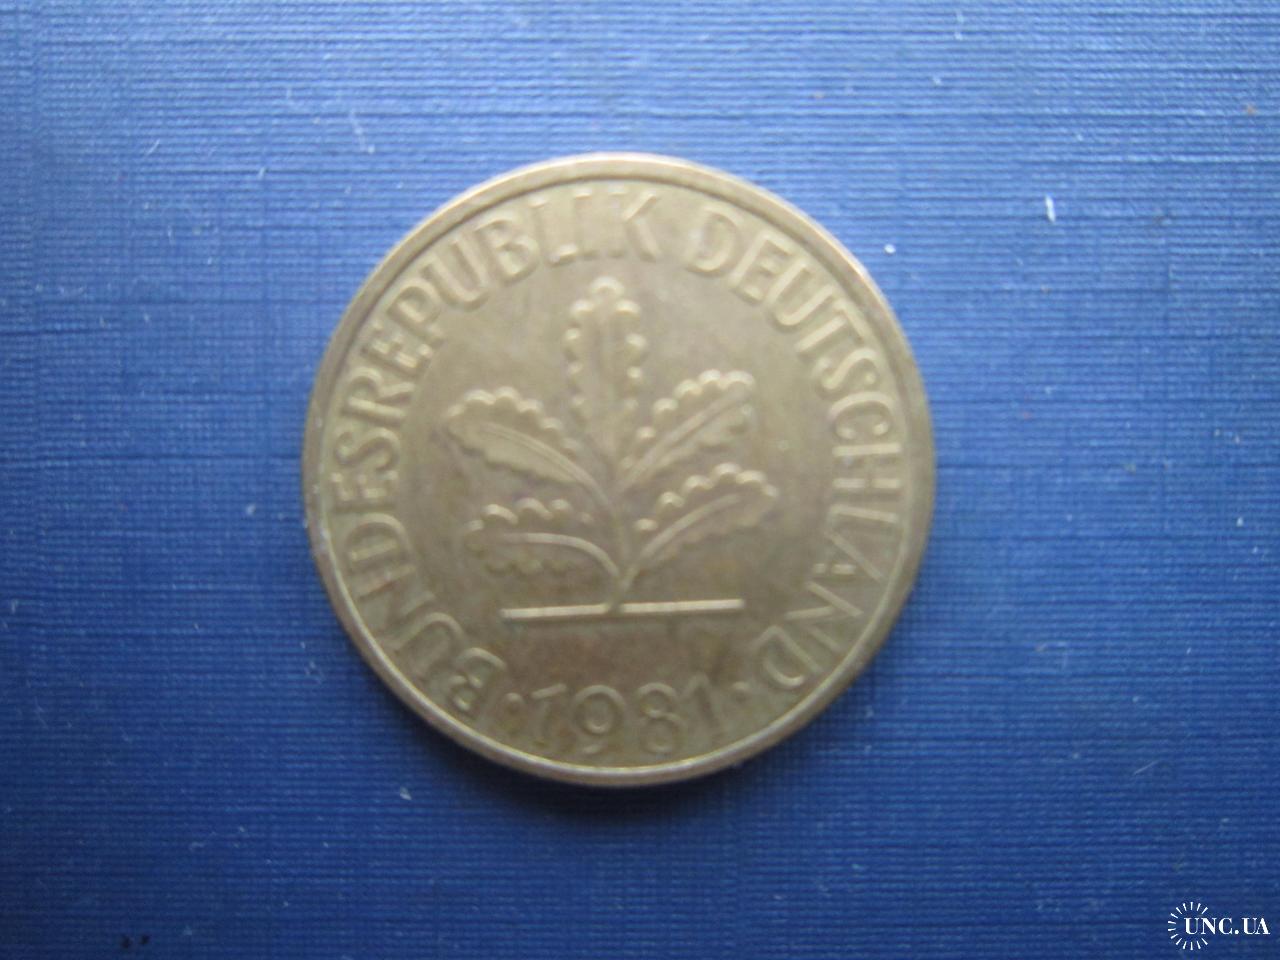 BUNDESREPUBLIK DEUTSCHLAND
· 1981 ·
UNC.UA